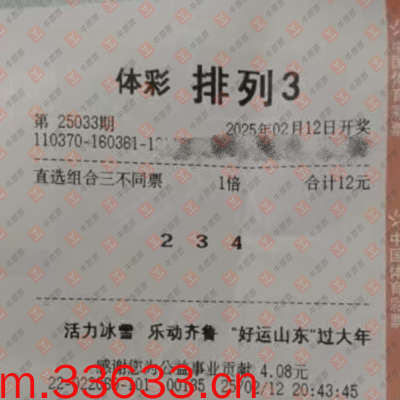 体彩 排列3
第 25033期 2025年02月12日开奖
110370-160361-1
直选组合三不同票 1倍 合计12元
2 3 4
活力冰雪 乐动齐鲁 "好运山东"过大年
感谢您为公益事业贡献 4.08元
25/02/12 20:43:45
m.33633.cn